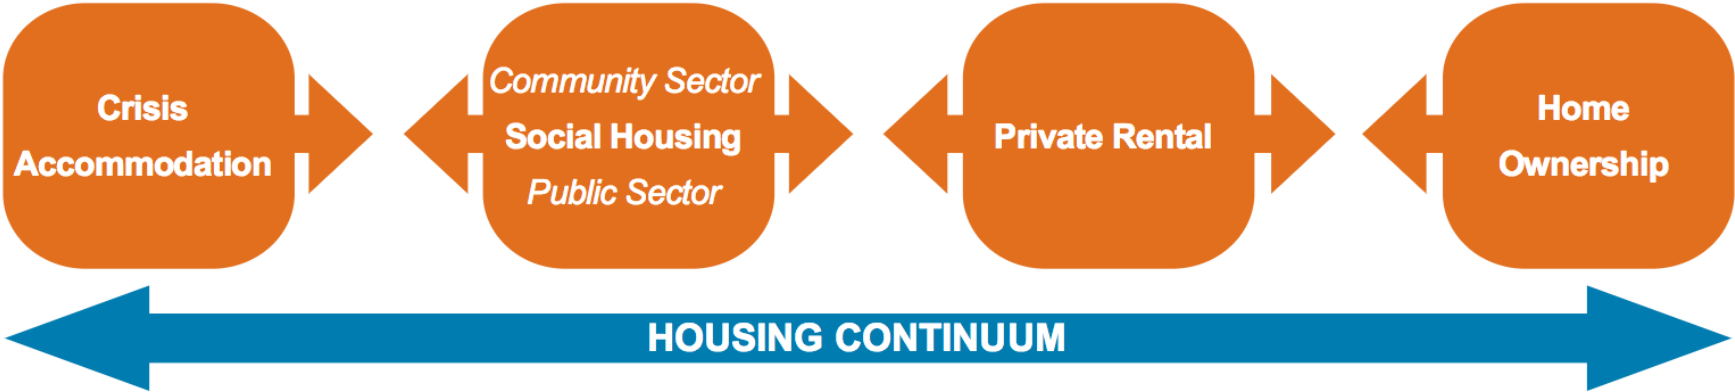 Crisis
Accommodation
Community Sector
Social Housing
Public Sector
Private Rental
Home
Ownership
HOUSING CONTINUUM